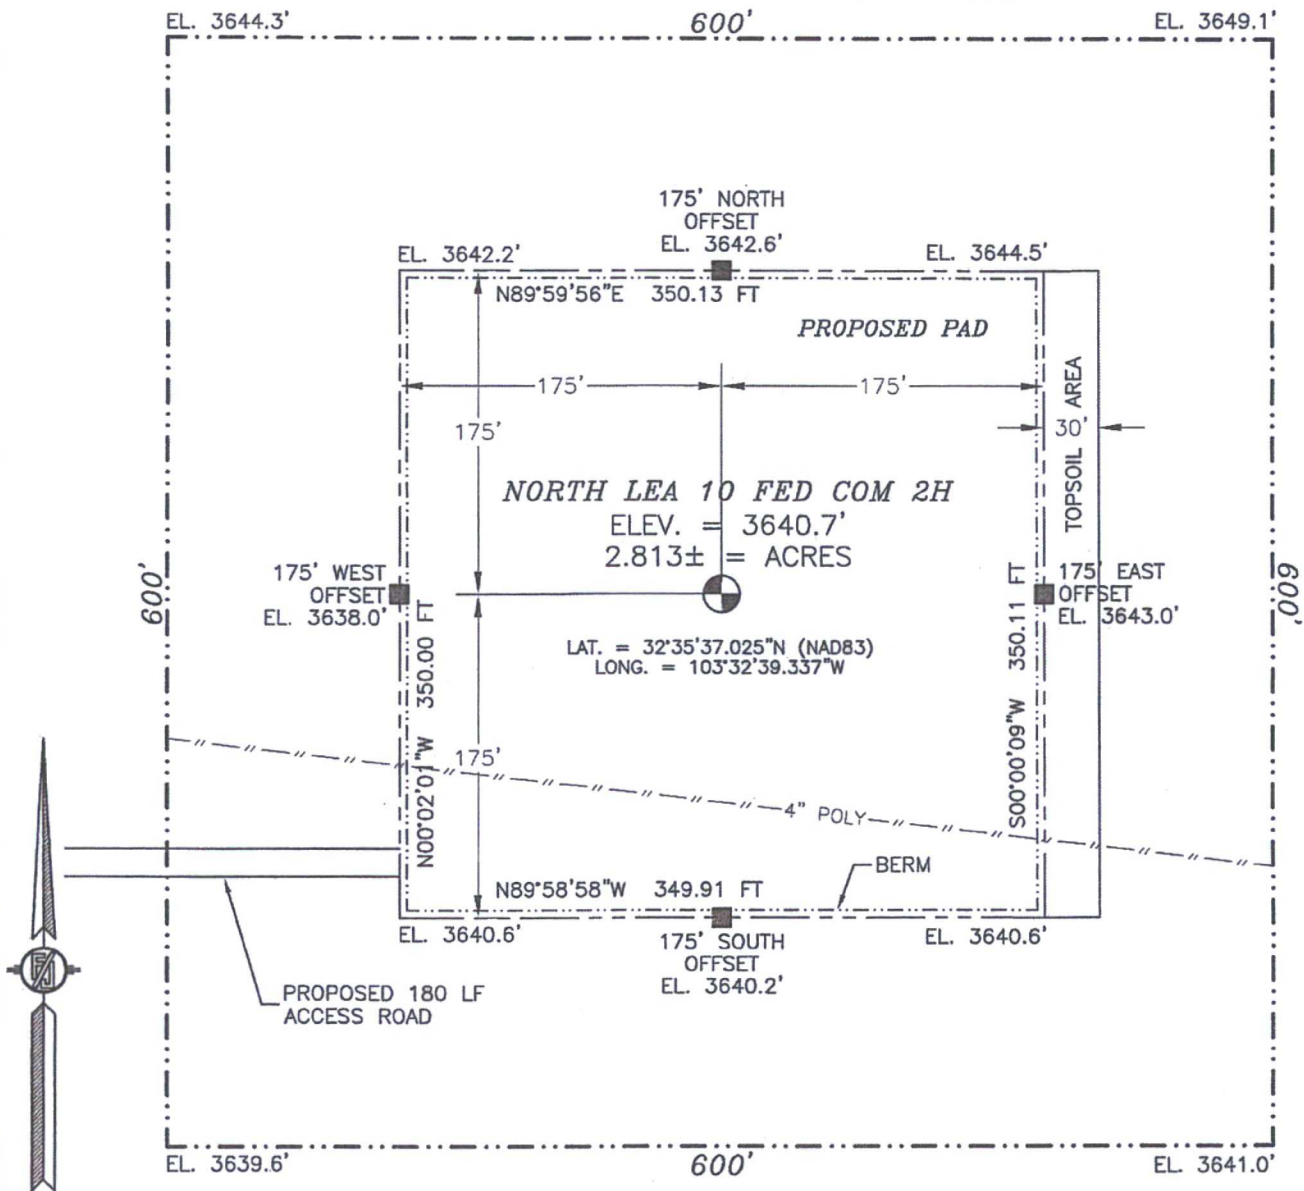 EL. 3644.3'
600'
EL. 3649.1'
175' NORTH
OFFSET
EL. 3642.6'
EL. 3642.2'
EL. 3644.5'
N89°59'56"E 350.13 FT
PROPOSED PAD
175'
175'
175'
30'
TOPSOIL AREA
NORTH LEA 10 FED COM 2H
ELEV. = 3640.7'
2.813± = ACRES
600'
175' WEST
OFFSET
EL. 3638.0'
175' EAST
OFFSET
EL. 3643.0'
600'
LAT. = 32°35'37.025"N (NAD83)
LONG. = 103°32'39.337"W
N00°02'01"W 350.00 FT
S00°00'09"W 350.11 FT
175'
4" POLY
BERM
N89°58'58"W 349.91 FT
EL. 3640.6'
175' SOUTH
OFFSET
EL. 3640.2'
EL. 3640.6'
PROPOSED 180 LF
ACCESS ROAD
EL. 3639.6'
600'
EL. 3641.0'